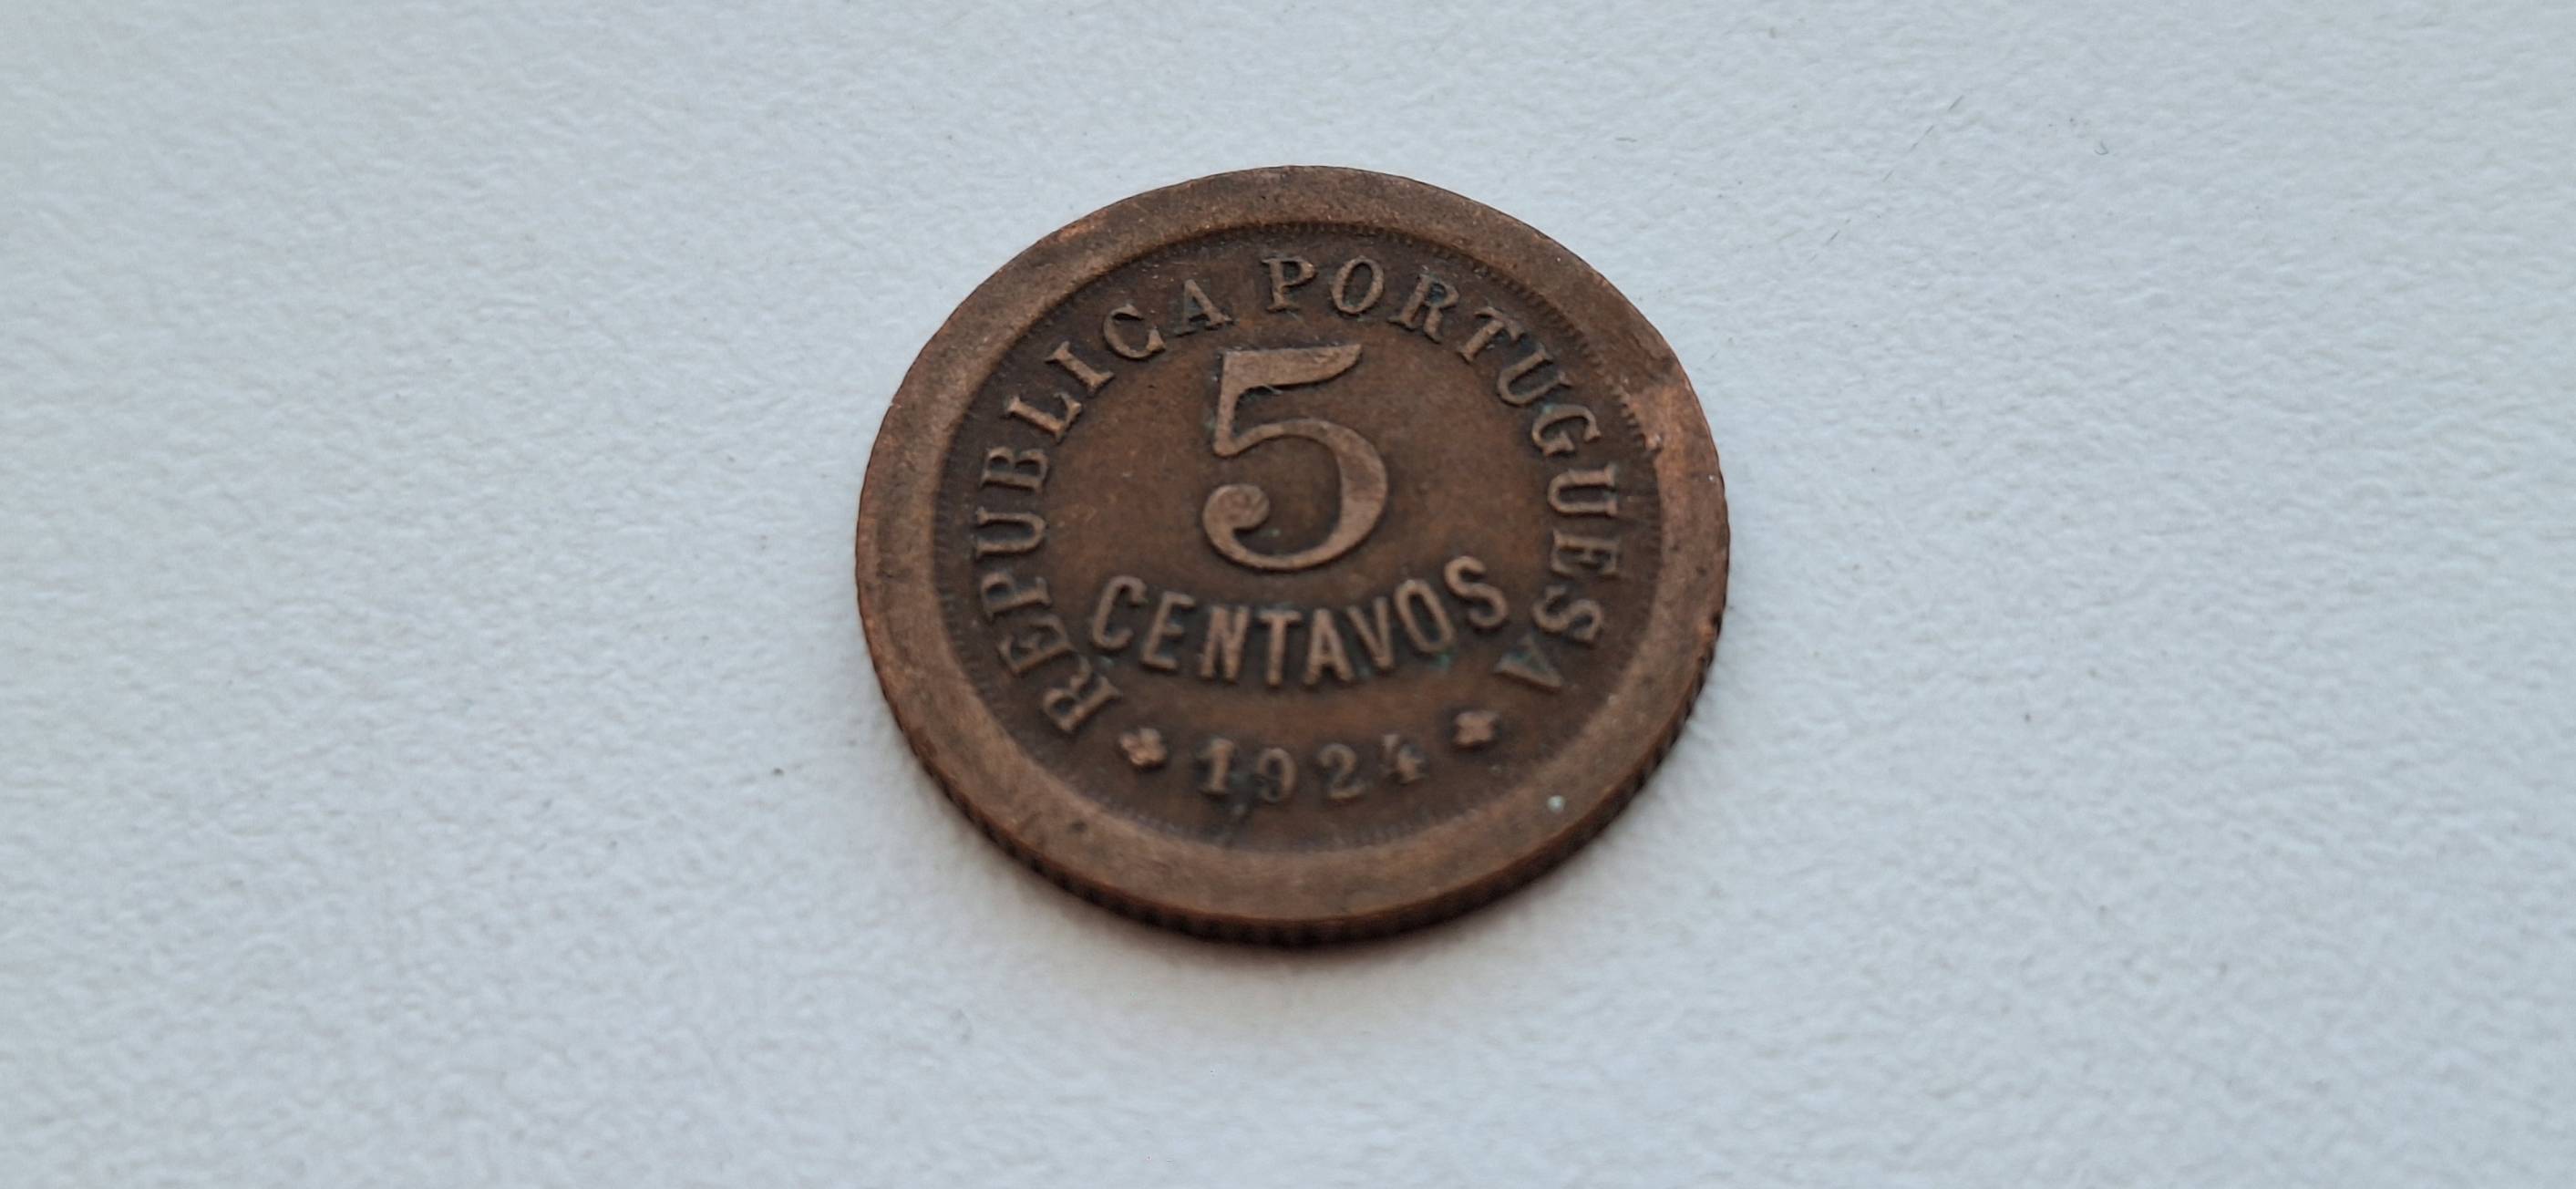 REPUBLICA PORTUGUESA
5
CENTAVOS
1924